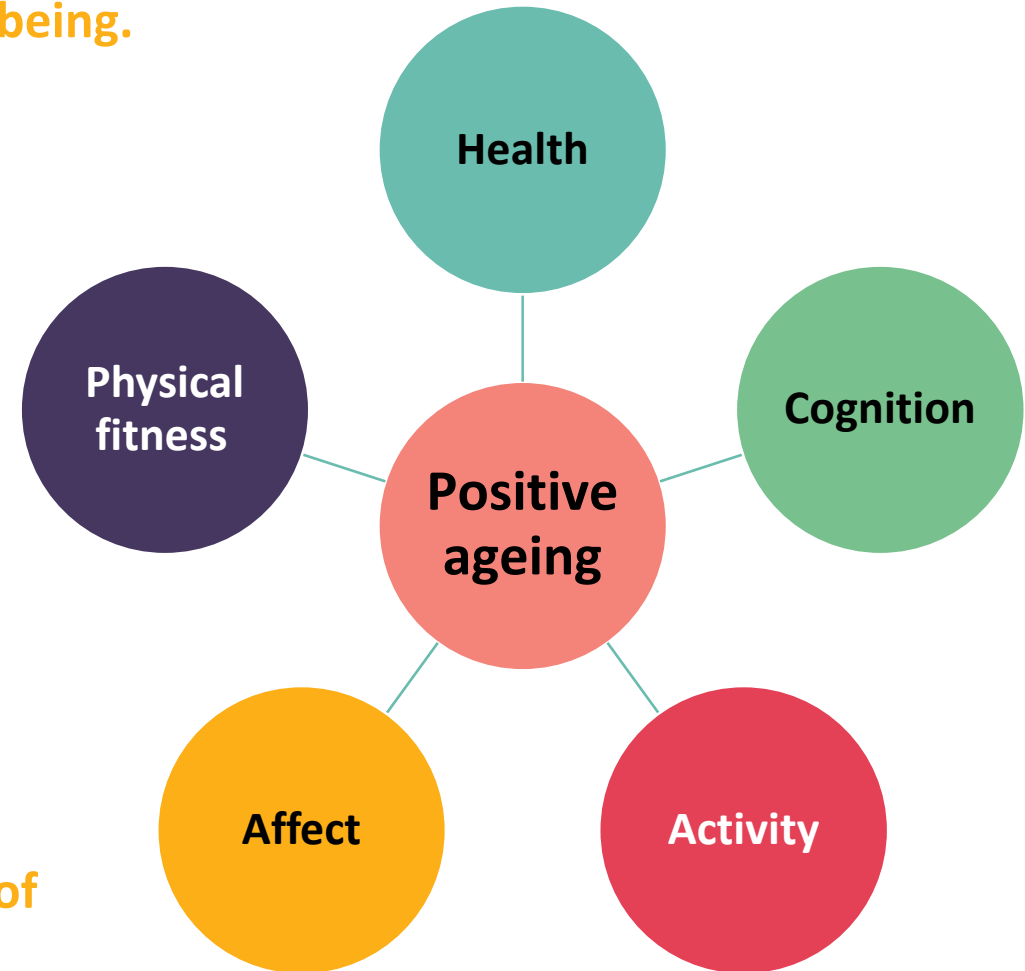 being.
Health
Physical
fitness
Cognition
Positive
ageing
Affect
Activity
of